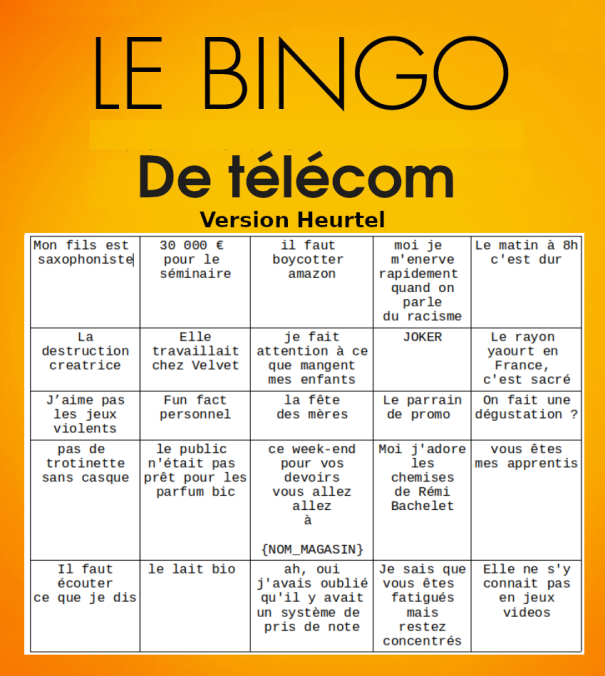 LE BINGO
De télécom
Version Heurtel
Mon fils est
saxophoniste
30 000 €
pour le
séminaire
il faut
boycotter
amazon
moi je
m'enerve
rapidement
quand on
parle
du racisme
Le matin à 8h
c'est dur
La
destruction
creatrice
Elle
travaillait
chez Velvet
je fait
attention à ce
que mangent
mes enfants
JOKER
Le rayon
yaourt en
France,
c'est sacré
J’aime pas
les jeux
violents
Fun fact
personnel
la fête
des mères
Le parrain
de promo
On fait une
dégustation ?
pas de
trotinette
sans casque
le public
n'était pas
prêt pour les
parfum bic
ce week-end
pour vos
devoirs
vous allez
allez
à
{NOM_MAGASIN}
Moi j'adore
les
chemises
de Rémi
Bachelet
vous êtes
mes apprentis
Il faut
écouter
ce que je dis
le lait bio
ah, oui
j'avais oublié
qu'il y avait
un système de
pris de note
Je sais que
vous êtes
fatigués
mais
restez
concentrés
Elle ne s'y
connait pas
en jeux
videos